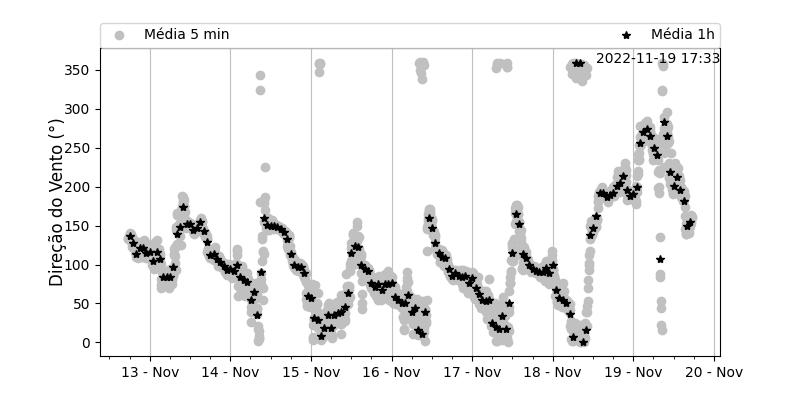 Média 5 min
Média 1h
2022-11-19 17:33
Direção do Vento (°)
350
300
250
200
150
100
50
0
13 - Nov
14 - Nov
15 - Nov
16 - Nov
17 - Nov
18 - Nov
19 - Nov
20 - Nov